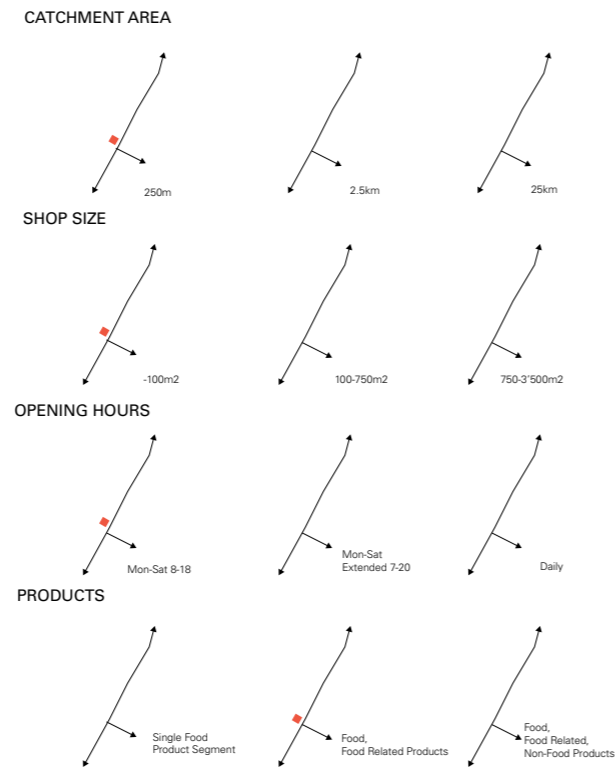 CATCHMENT AREA
250m
2.5km
25km
SHOP SIZE
-100m2
100-750m2
750-3'500m2
OPENING HOURS
Mon-Sat 8-18
Mon-Sat
Extended 7-20
Daily
PRODUCTS
Single Food
Product Segment
Food,
Food Related Products
Food,
Food Related,
Non-Food Products